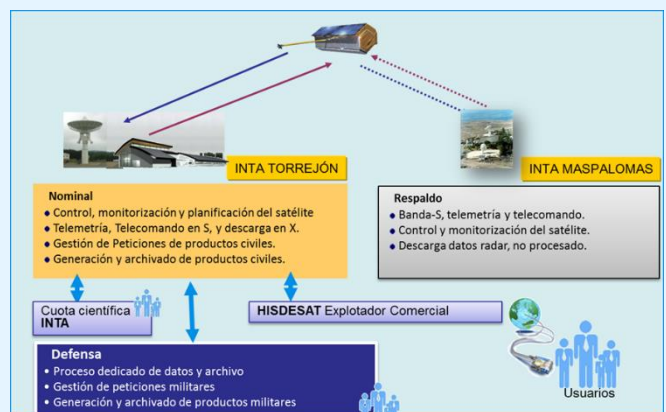 INTA TORREJÓN
INTA MASPALOMAS
Nominal
• Control, monitorización y planificación del satélite
• Telemetría, Telecomando en S, y descarga en X.
• Gestión de Peticiones de productos civiles.
• Generación y archivado de productos civiles.
Respaldo
• Banda-S, telemetría y telecomando.
• Control y monitorización del satélite.
• Descarga datos radar, no procesado.
Cuota científica
INTA
HISDESAT Explotador Comercial
Defensa
• Proceso dedicado de datos y archivo
• Gestión de peticiones militares
• Generación y archivado de productos militares
Usuarios